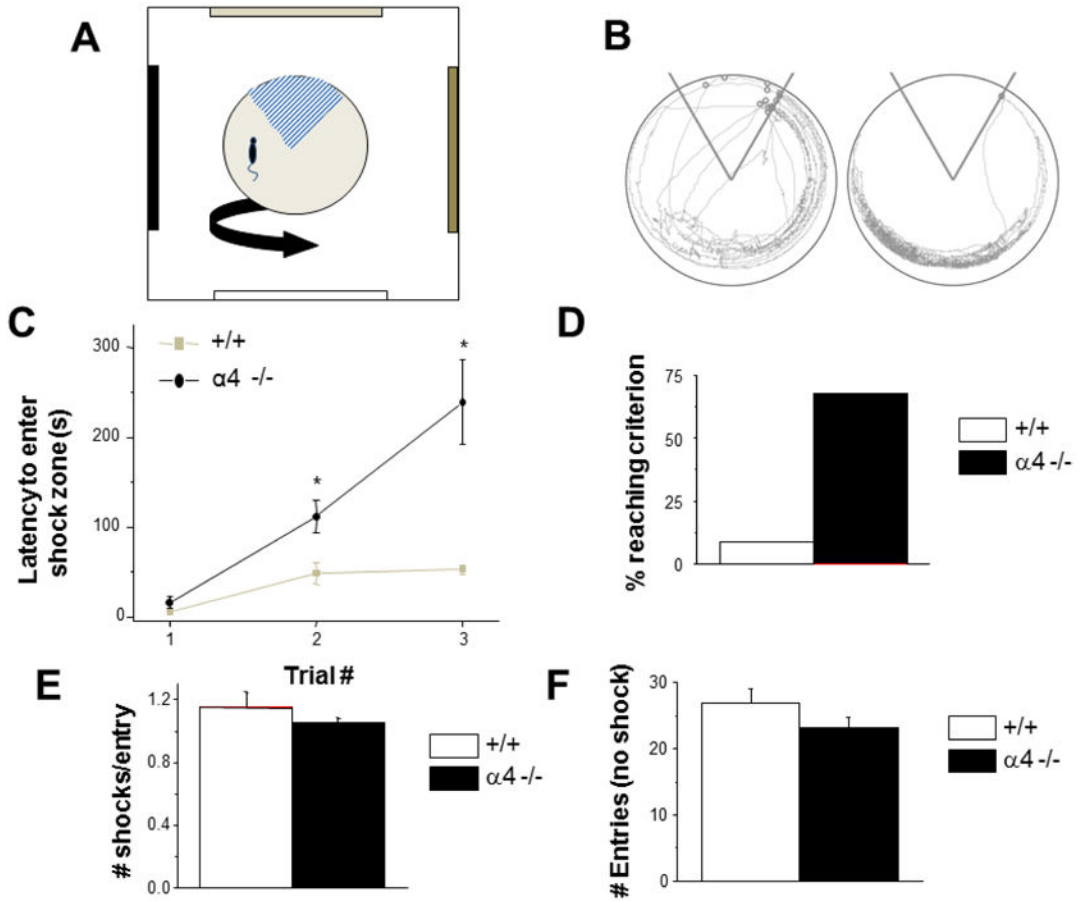 A
B
C
+/+
α4 -/-
Latency to enter
shock zone (s)
300
200
100
0
1 2 3
Trial #
*
*
D
% reaching criterion
75
50
25
0
+/+
α4 -/-
E
# shocks/entry
1.2
0.8
0.4
0.0
+/+
α4 -/-
F
# Entries (no shock)
30
20
10
0
+/+
α4 -/-